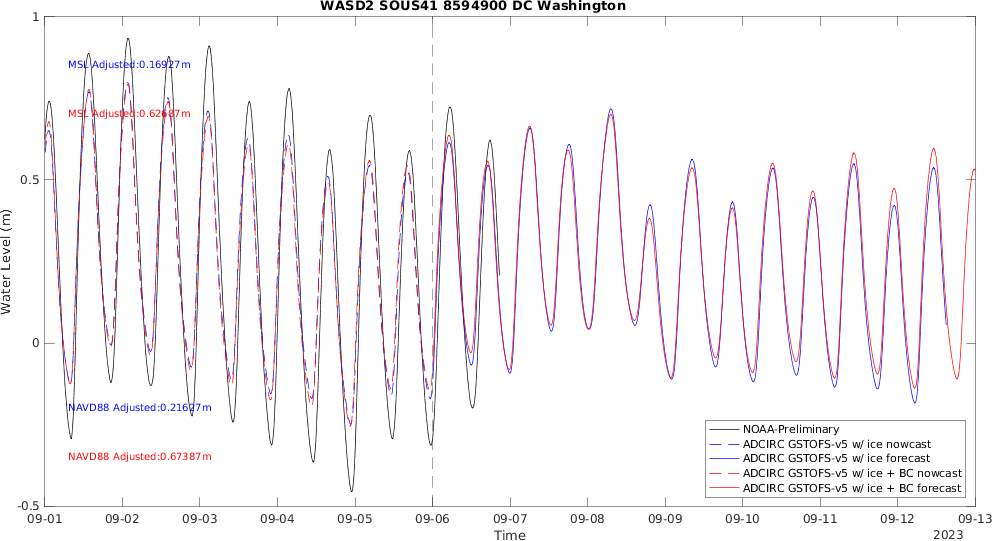 WASD2 SOUS41 8594900 DC Washington
1
MSL Adjusted:0.16927m
MSL Adjusted:0.62687m
0.5
Water Level (m)
0
NAVD88 Adjusted:0.21627m
NAVD88 Adjusted:0.67387m
NOAA-Preliminary
ADCIRC GSTOFS-v5 w/ ice nowcast
ADCIRC GSTOFS-v5 w/ ice forecast
ADCIRC GSTOFS-v5 w/ ice + BC nowcast
ADCIRC GSTOFS-v5 w/ ice + BC forecast
-0.5
09-01 09-02 09-03 09-04 09-05 09-06 09-07 09-08 09-09 09-10 09-11 09-12 09-13
Time
2023